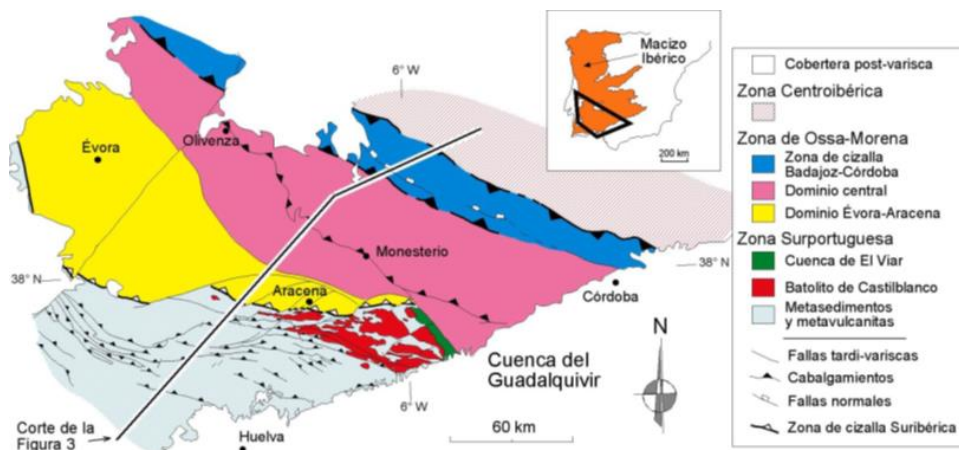 6° W
Macizo
Ibérico
200 km
Évora
Olivenza
Monesterio
38° N
Aracena
Córdoba
38° N
Cuenca del
Guadalquivir
N
6° W
60 km
Corte de la
Figura 3
Huelva
Cobertera post-varisca
Zona Centroibérica
Zona de Ossa-Morena
Zona de cizalla
Badajoz-Córdoba
Dominio central
Dominio Évora-Aracena
Zona Surportuguesa
Cuenca de El Viar
Batolito de Castilblanco
Metasedimentos
y metavulcanitas
Fallas tardi-variscas
Cabalgamientos
Fallas normales
Zona de cizalla Suribérica